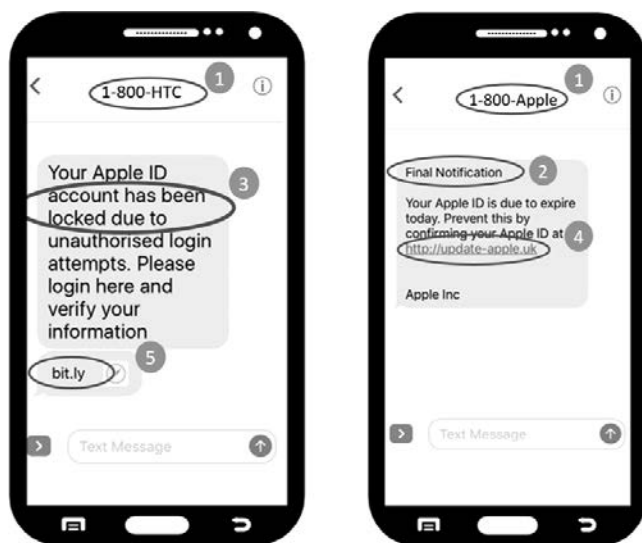 1-800-HTC
1
Your Apple ID
account has been
locked due to
unauthorised login
attempts. Please
login here and
verify your
information
3
bit.ly
5
Text Message
1-800-Apple
1
Final Notification
2
Your Apple ID is due to expire
today. Prevent this by
confirming your Apple ID at
http://update-apple.uk
4
Apple Inc
Text Message